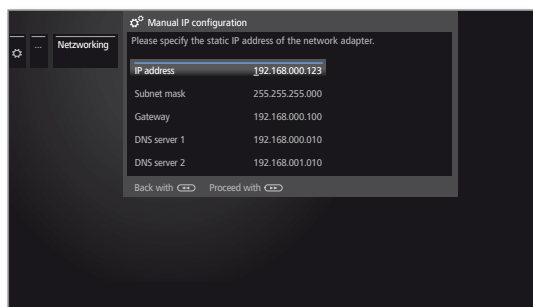 Manual IP configuration
... Netzworking
Please specify the static IP address of the network adapter.
IP address 192.168.000.123
Subnet mask 255.255.255.000
Gateway 192.168.000.100
DNS server 1 192.168.000.010
DNS server 2 192.168.001.010
Back with Proceed with